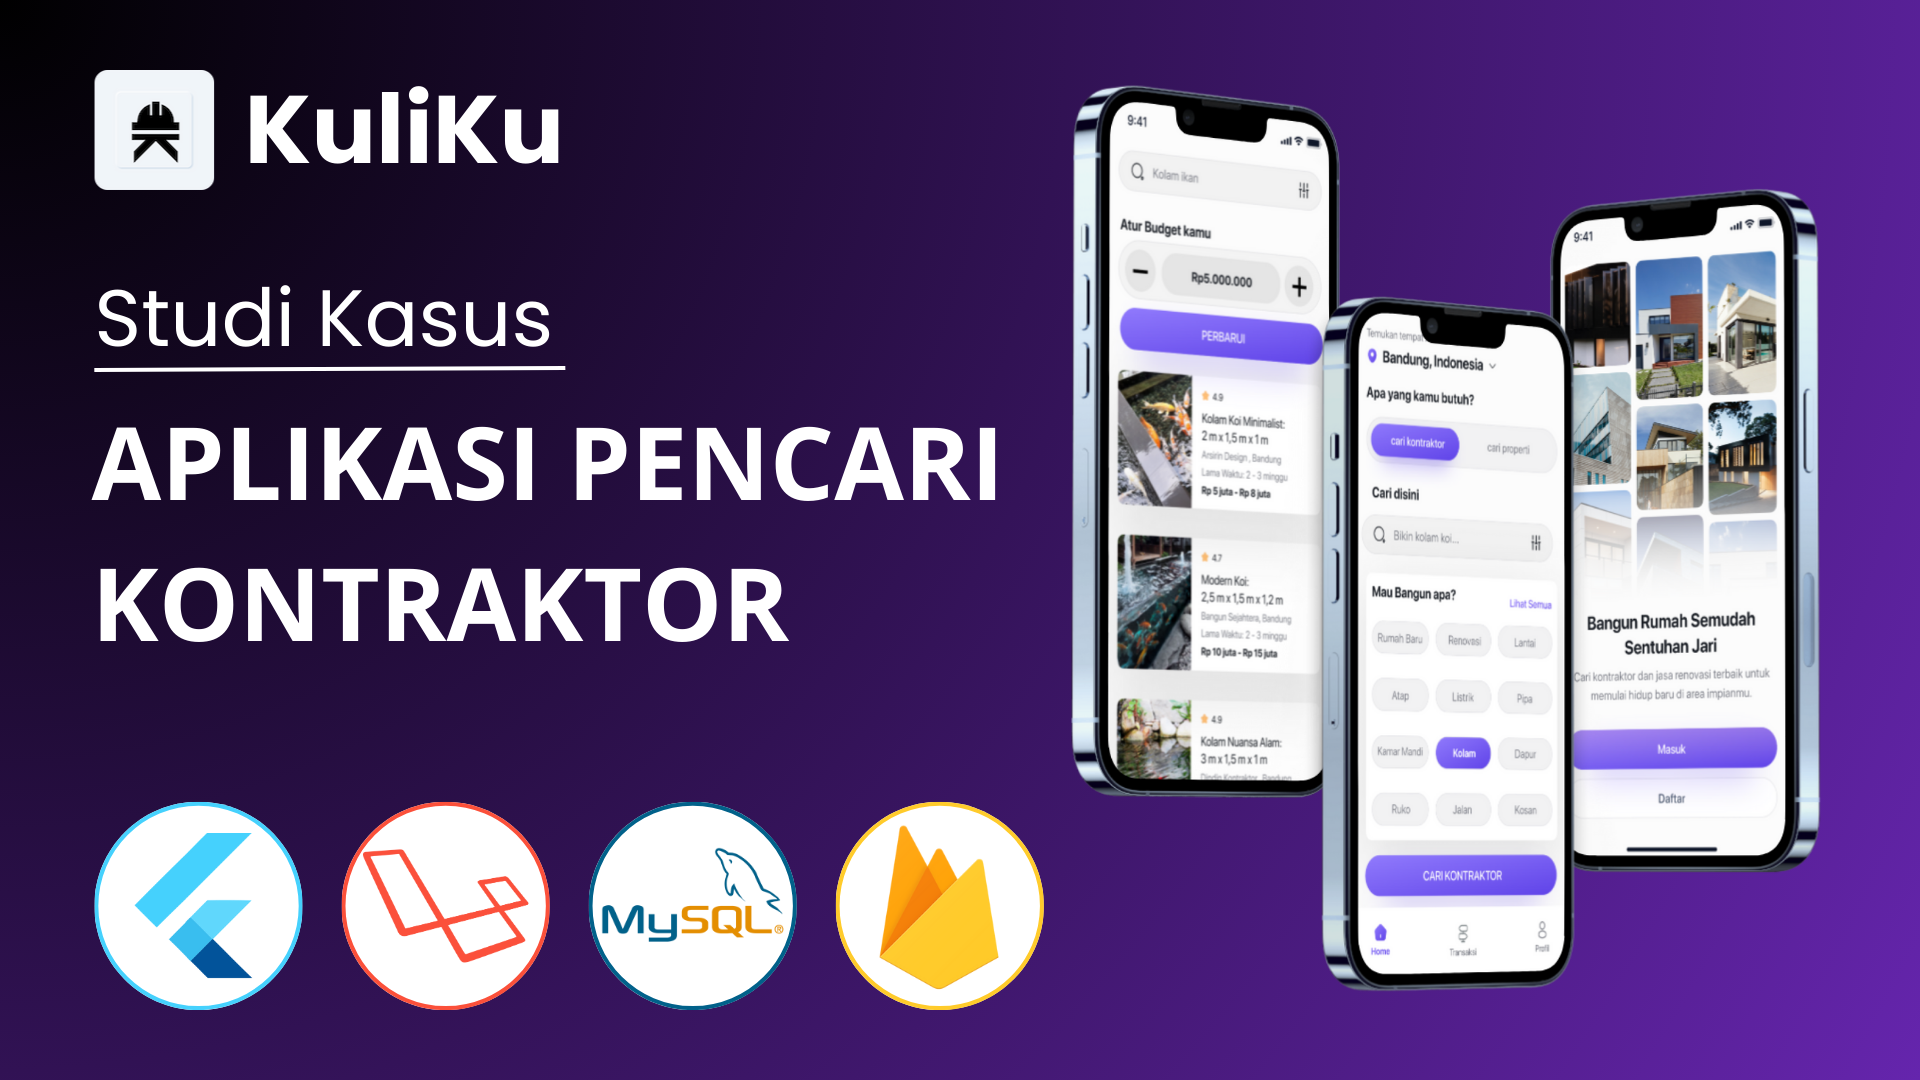 KuliKu
Studi Kasus
APLIKASI PENCARI
KONTRAKTOR
MySQL®
9:41
Kolam ikan
Atur Budget kamu
Rp5.000.000
PERBARUI
4.9
Kolam Koi Minimalist:
2 m x 1,5 m x 1 m
Ansirin Design, Bandung
Lama Waktu: 2 - 3 minggu
Rp 5 juta - Rp 8 juta
4.7
Modern Koi:
2,5 m x 1,5 m x 1,2 m
Bangun Sejahtera, Bandung
Lama Waktu: 2 - 3 minggu
Rp 10 juta - Rp 15 juta
4.9
Kolam Nuansa Alam:
3 m x 1,5 m x 1 m
Kontraktor, Bandung
Temukan
Bandung, Indonesia
Apa yang kamu butuh?
cari kontraktor
cari properti
Cari disini
Bikin kolam koi...
Mau Bangun apa?
Lihat Semua
Rumah Baru
Renovasi
Lantai
Atap
Listrik
Pipa
Kamar Mandi
Kolam
Dapur
Ruko
Jalan
Kosan
CARI KONTRAKTOR
Home
Transaksi
Profil
9:41
Bangun Rumah Semudah
Sentuhan Jari
Cari kontraktor dan jasa renovasi terbaik untuk
memulai hidup baru di area impianmu.
Masuk
Daftar